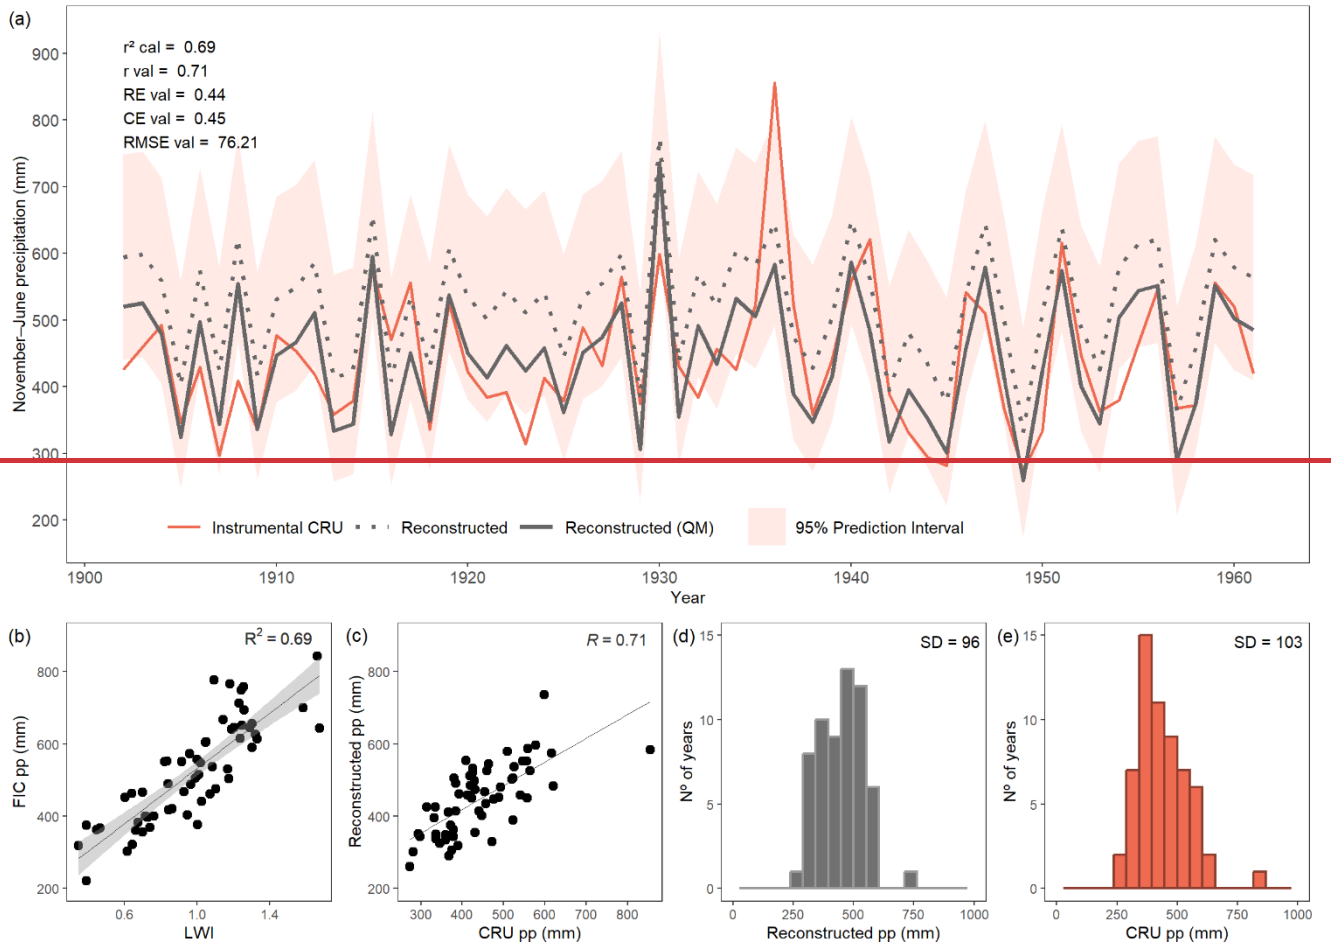 (a)
r² cal = 0.69
r val = 0.71
RE val = 0.44
CE val = 0.45
RMSE val = 76.21
November–June precipitation (mm)
900
800
700
600
500
400
300
200
Instrumental CRU
Reconstructed
Reconstructed (QM)
95% Prediction Interval
1900 1910 1920 1930 1940 1950 1960
Year
(b)
R² = 0.69
FIC pp (mm)
800
600
400
200
0.6 1.0 1.4
LWI
(c)
R = 0.71
Reconstructed pp (mm)
800
600
400
200
300 400 500 600 700 800
CRU pp (mm)
(d)
SD = 96
Nº of years
15
10
5
0
0 250 500 750 1000
Reconstructed pp (mm)
(e)
SD = 103
Nº of years
15
10
5
0
0 250 500 750 1000
CRU pp (mm)